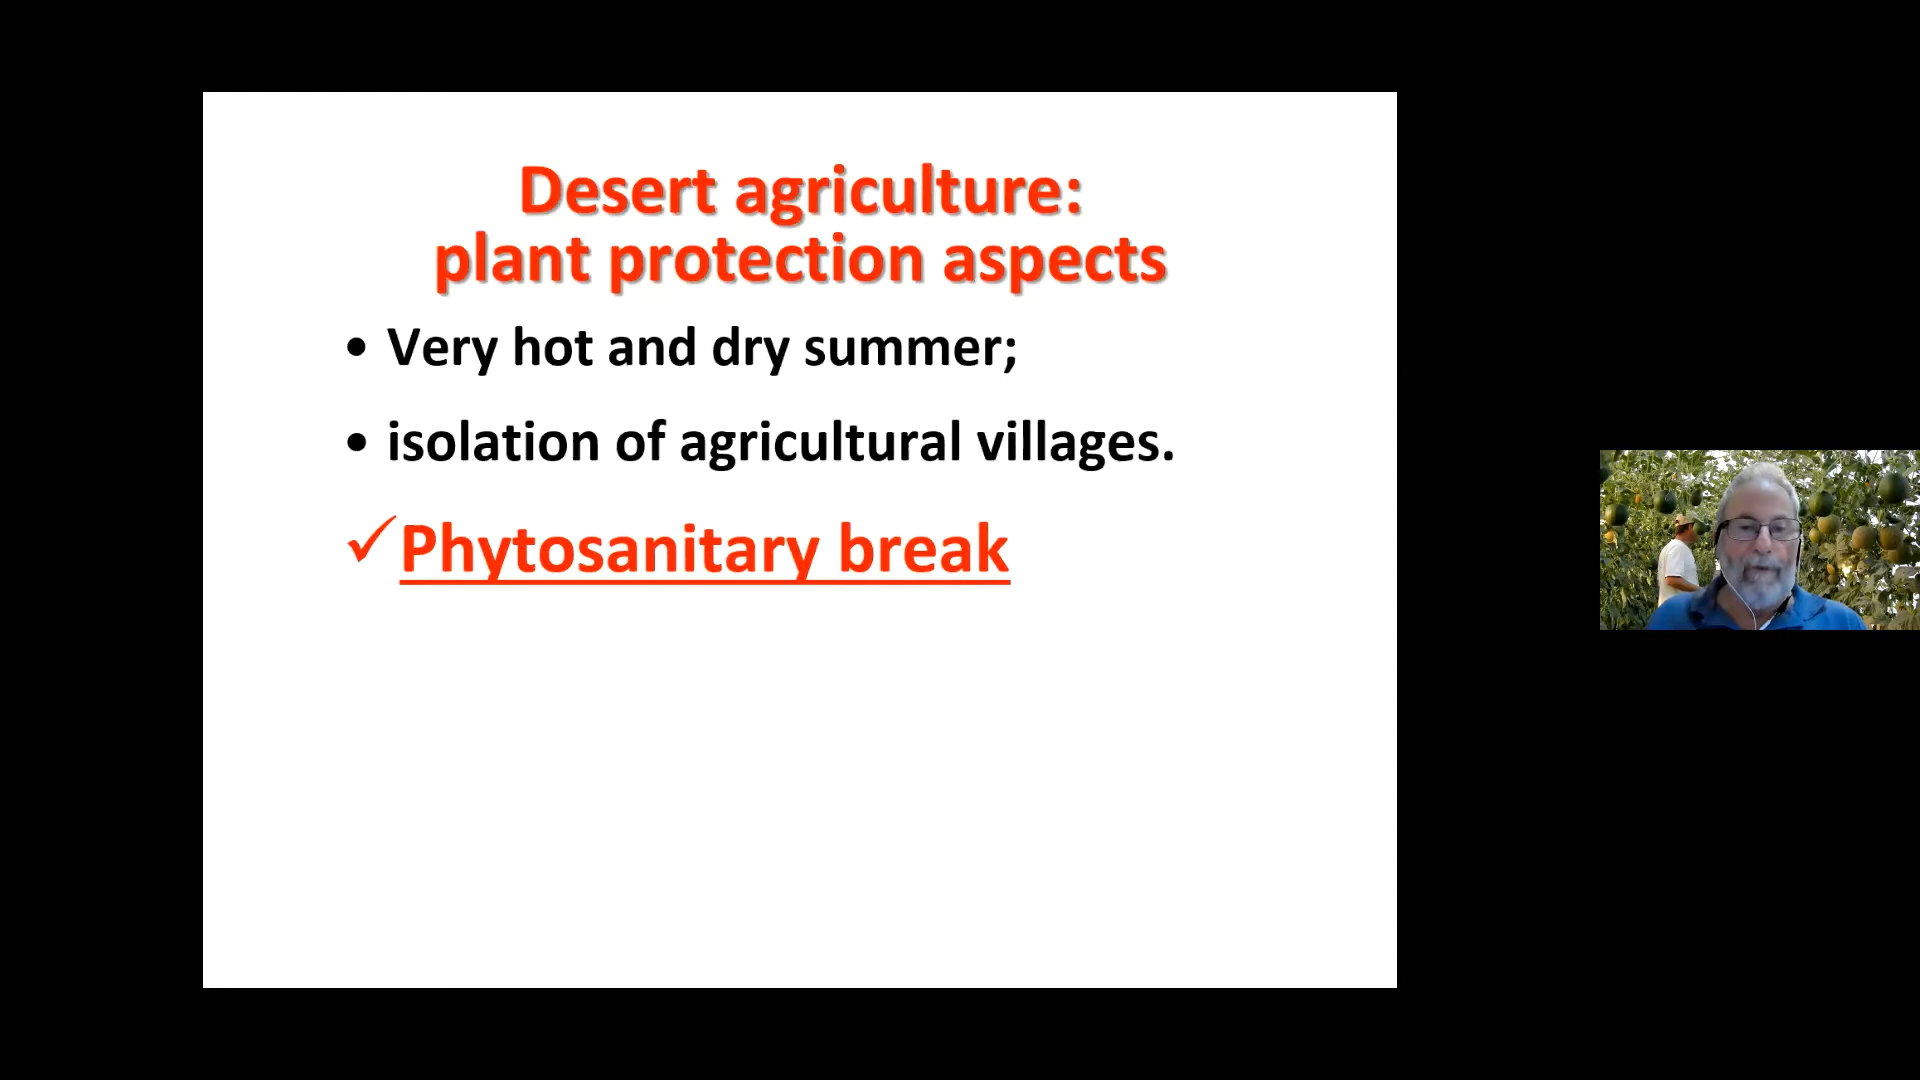 Desert agriculture:
plant protection aspects
• Very hot and dry summer;
• isolation of agricultural villages.
✓Phytosanitary break